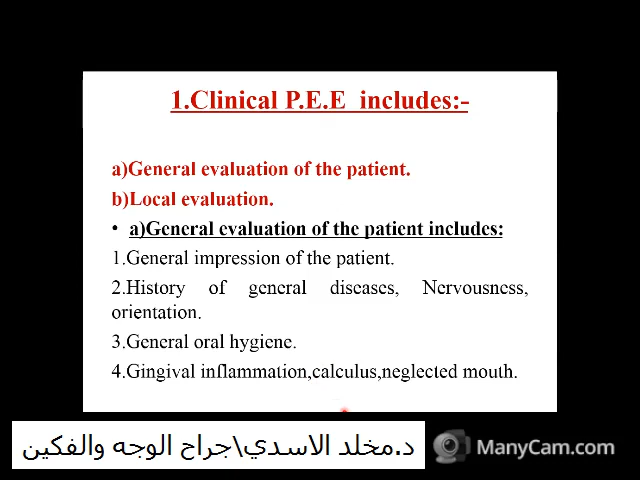 1.Clinical P.E.E includes:-
a)General evaluation of the patient.
b)Local evaluation.
• a)General evaluation of the patient includes:
1.General impression of the patient.
2.History of general diseases, Nervousness,
orientation.
3.General oral hygiene.
4.Gingival inflammation,calculus,neglected mouth.
د.مخلد الاسدي\جراح الوجه والفكين
ManyCam.com